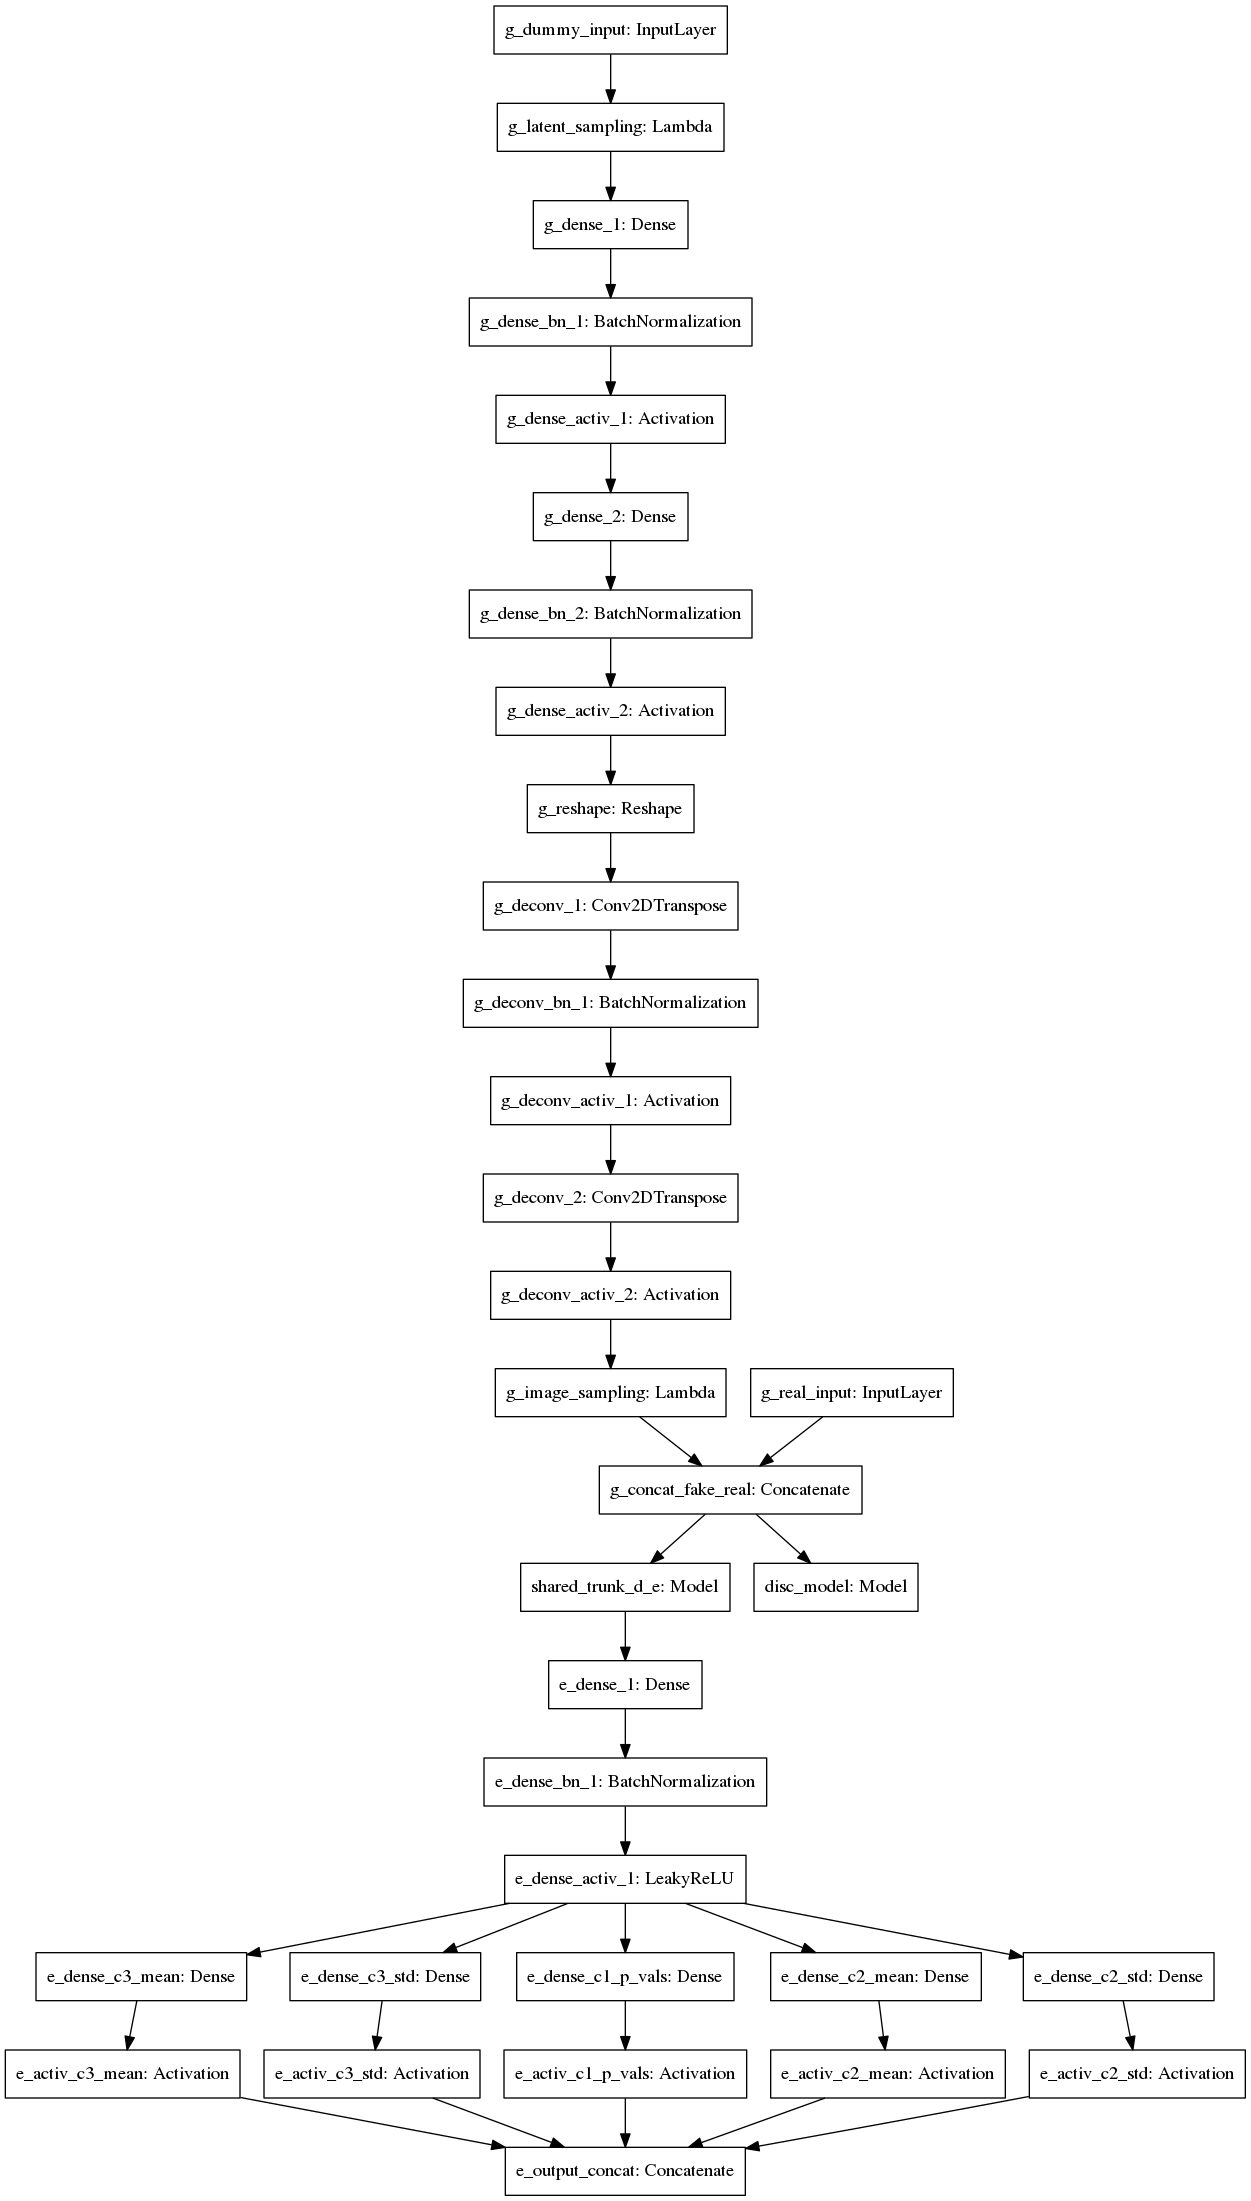 g_dummy_input: InputLayer
g_latent_sampling: Lambda
g_dense_1: Dense
g_dense_bn_1: BatchNormalization
g_dense_activ_1: Activation
g_dense_2: Dense
g_dense_bn_2: BatchNormalization
g_dense_activ_2: Activation
g_reshape: Reshape
g_deconv_1: Conv2DTranspose
g_deconv_bn_1: BatchNormalization
g_deconv_activ_1: Activation
g_deconv_2: Conv2DTranspose
g_deconv_activ_2: Activation
g_image_sampling: Lambda
g_real_input: InputLayer
g_concat_fake_real: Concatenate
shared_trunk_d_e: Model
disc_model: Model
e_dense_1: Dense
e_dense_bn_1: BatchNormalization
e_dense_activ_1: LeakyReLU
e_dense_c3_mean: Dense
e_dense_c3_std: Dense
e_dense_c1_p_vals: Dense
e_dense_c2_mean: Dense
e_dense_c2_std: Dense
e_activ_c3_mean: Activation
e_activ_c3_std: Activation
e_activ_c1_p_vals: Activation
e_activ_c2_mean: Activation
e_activ_c2_std: Activation
e_output_concat: Concatenate